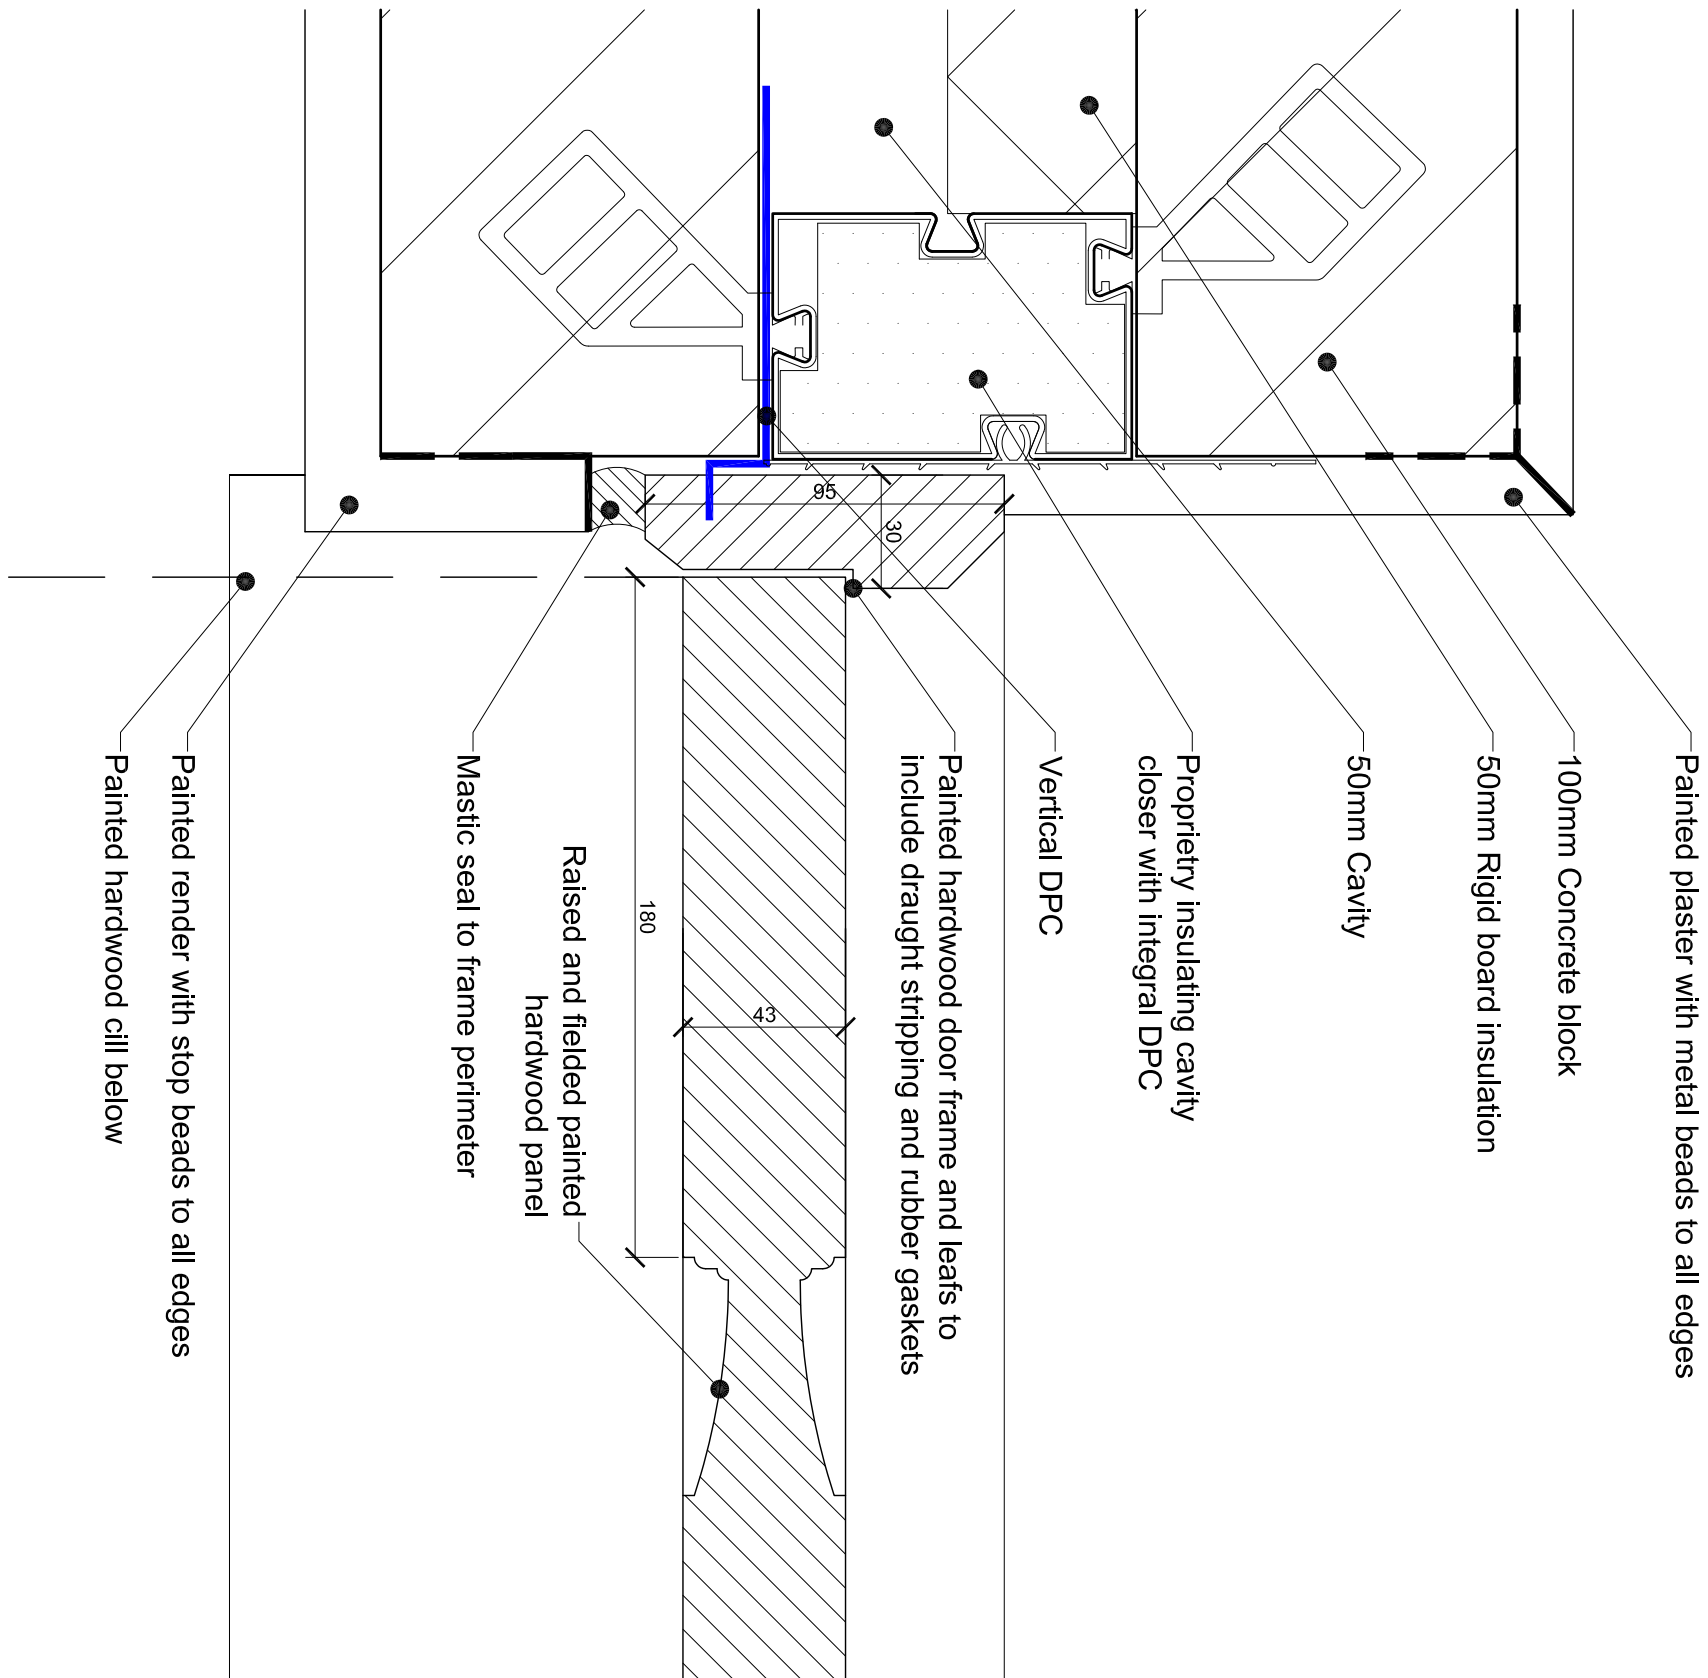 Painted plaster with metal beads to all edges
100mm Concrete block
50mm Rigid board insulation
50mm Cavity
Proprietry insulating cavity
closer with integral DPC
Vertical DPC
Painted hardwood door frame and leafs to
include draught stripping and rubber gaskets
Raised and fielded painted
hardwood panel
Mastic seal to frame perimeter
Painted render with stop beads to all edges
Painted hardwood cill below
95
30
180
43